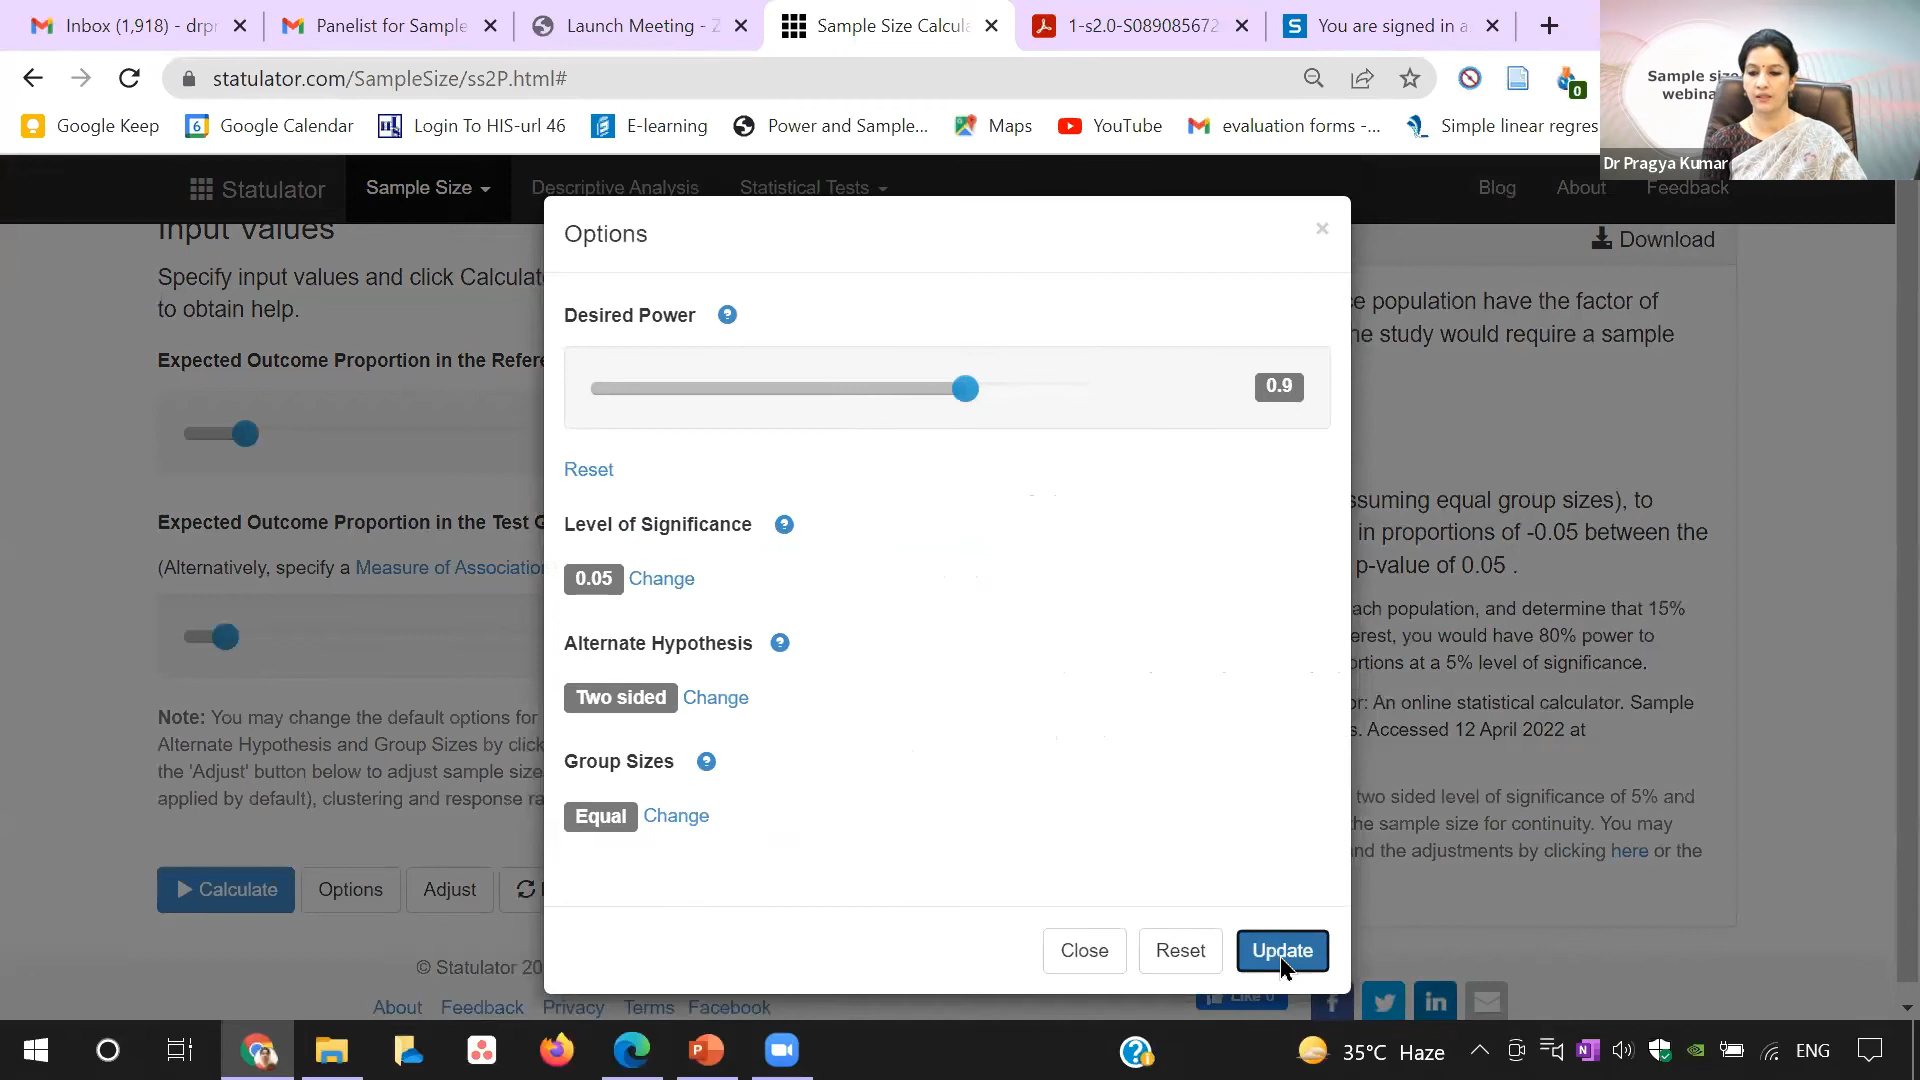 Inbox (1,918) - drpr
Panelist for Sample
Launch Meeting - Z
Sample Size Calcula
1-s2.0-S089085672
You are signed in a
statulator.com/SampleSize/ss2P.html#
0
Google Keep
6
Google Calendar
Login To HIS-url 46
E-learning
Power and Sample...
Maps
YouTube
evaluation forms -...
Simple linear regres
Sample size
webina
Dr Pragya Kumar
Statulator
Sample Size
Descriptive Analysis
Statistical Tests
Blog
About
Feedback
Input Values
Specify input values and click Calculat
to obtain help.
Expected Outcome Proportion in the Refere
Expected Outcome Proportion in the Test G
(Alternatively, specify a Measure of Association
Note: You may change the default options for
Alternate Hypothesis and Group Sizes by click
the 'Adjust' button below to adjust sample size
applied by default), clustering and response ra
Calculate
Options
Adjust
Options
×
Desired Power ?
0.9
Reset
Level of Significance ?
0.05 Change
Alternate Hypothesis ?
Two sided Change
Group Sizes ?
Equal Change
Close
Reset
Update
Download
ce population have the factor of
he study would require a sample
ssuming equal group sizes), to
in proportions of -0.05 between the
p-value of 0.05 .
ach population, and determine that 15%
erest, you would have 80% power to
ortions at a 5% level of significance.
or: An online statistical calculator. Sample
s. Accessed 12 April 2022 at
two sided level of significance of 5% and
the sample size for continuity. You may
nd the adjustments by clicking here or the
© Statulator 20
About
Feedback
Privacy
Terms
Facebook
Like 0
35°C Haze
ENG